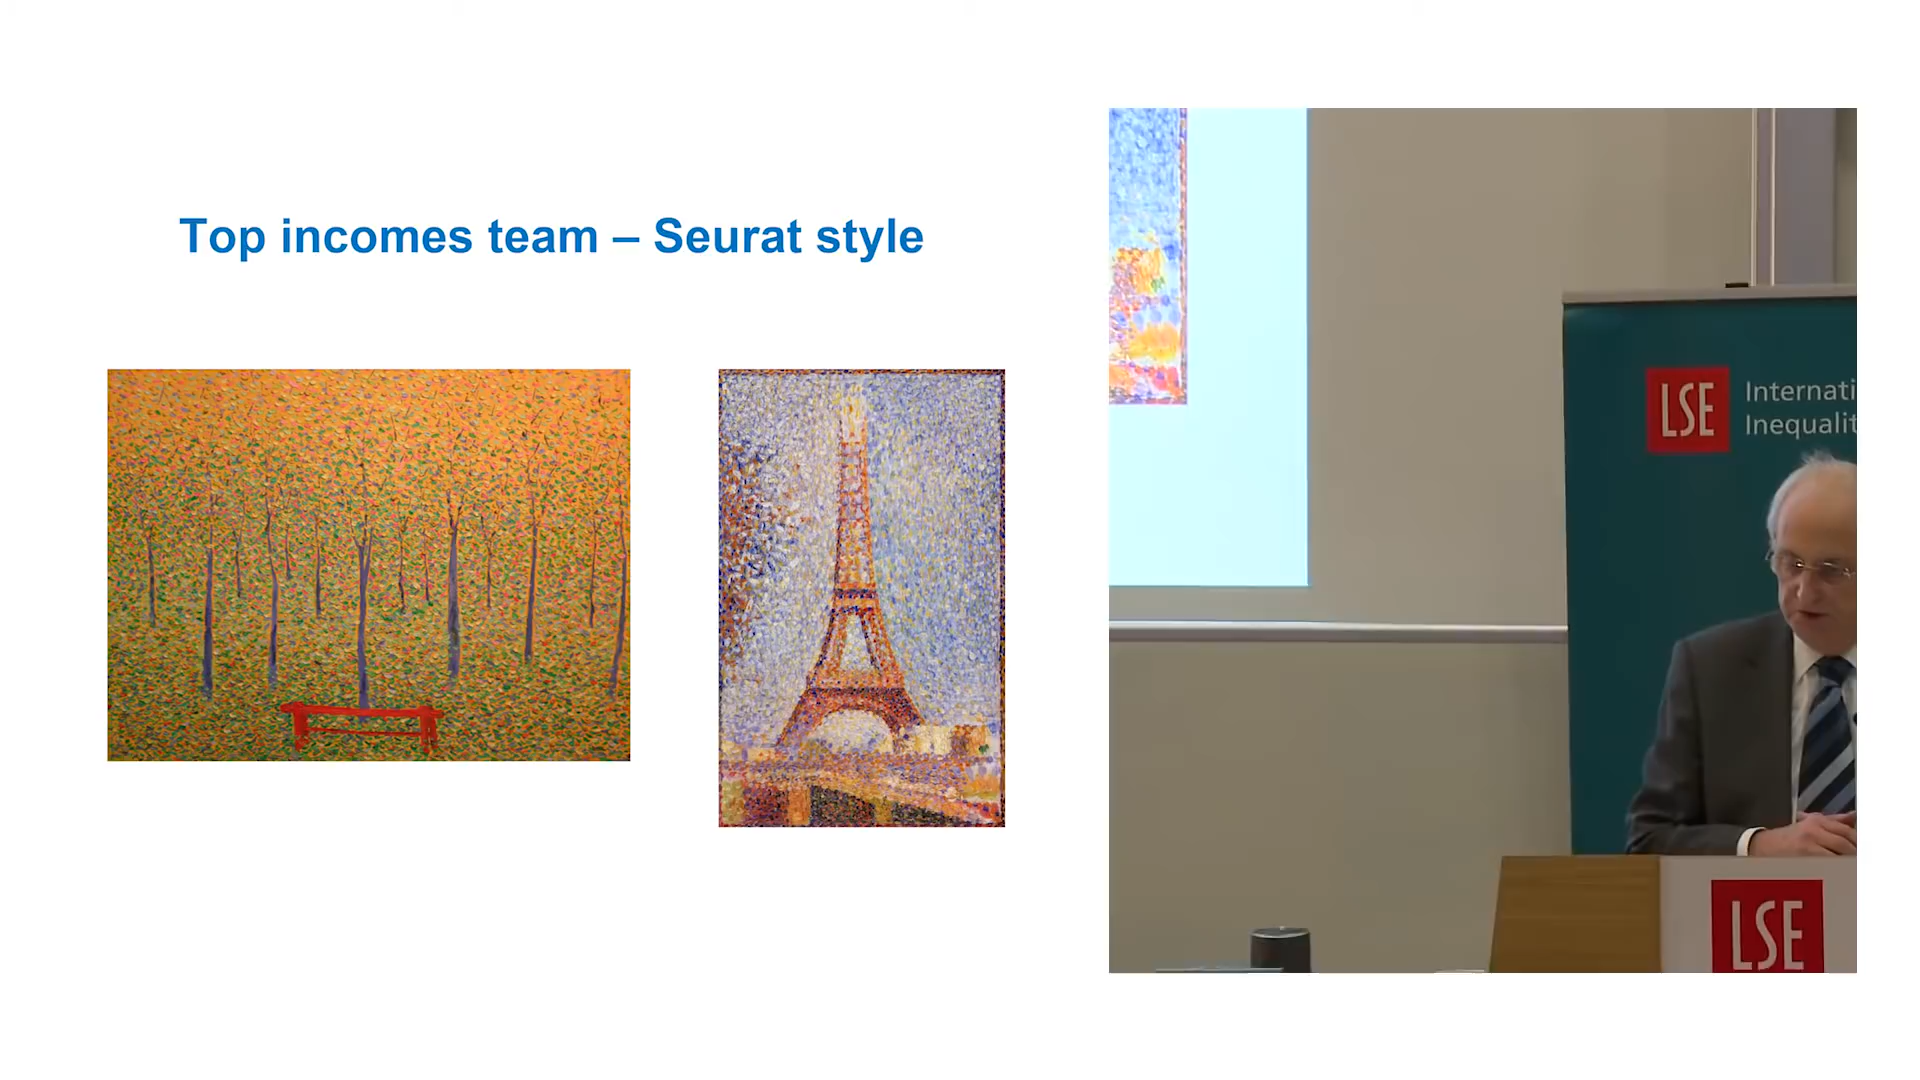 Top incomes team – Seurat style
LSE
Internati
Inequalit
LSE